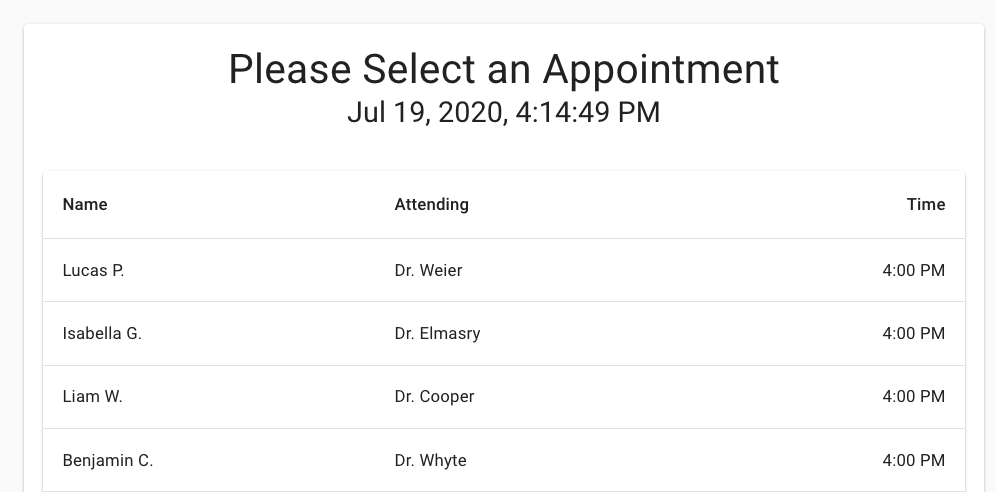 Please Select an Appointment
Jul 19, 2020, 4:14:49 PM
Name Attending Time
Lucas P. Dr. Weier 4:00 PM
Isabella G. Dr. Elmasry 4:00 PM
Liam W. Dr. Cooper 4:00 PM
Benjamin C. Dr. Whyte 4:00 PM